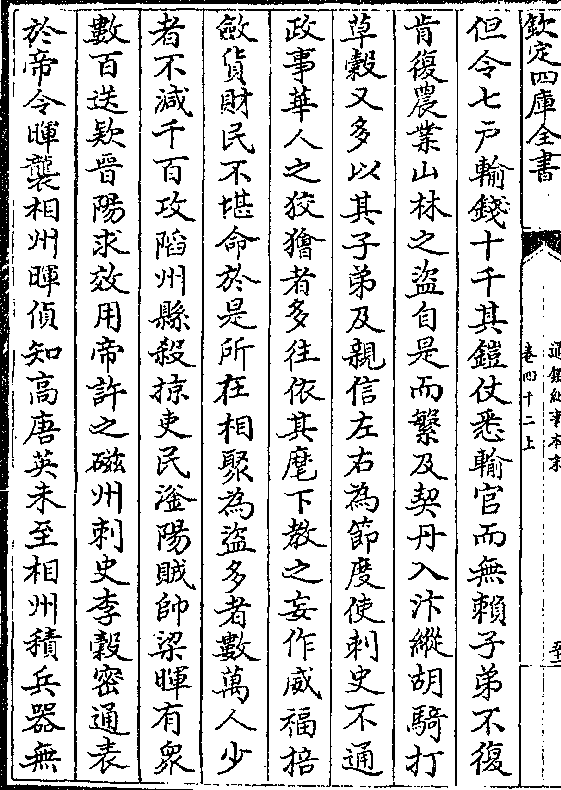 欽定四庫全書
通鑑紀事本末
卷四十二上
但令七戶輸錢十千其鎧仗悉輸官而無賴子弟不復
肯復農業山林之盜自是而繁及契丹入汴縱胡騎打
草穀又多以其子弟及親信左右為節度使刺史不通
政事華人之狡獪者多往依其麾下教之妄作威福掊
斂貨財民不堪命於是所在相聚為盜多者數萬人少
者不減千百攻陷州縣殺掠吏民滏陽賊帥梁暉有衆
數百送欵晉陽求效用帝許之磁州刺史李穀密通表
於帝令暉襲相州暉偵知高唐英未至相州積兵器無